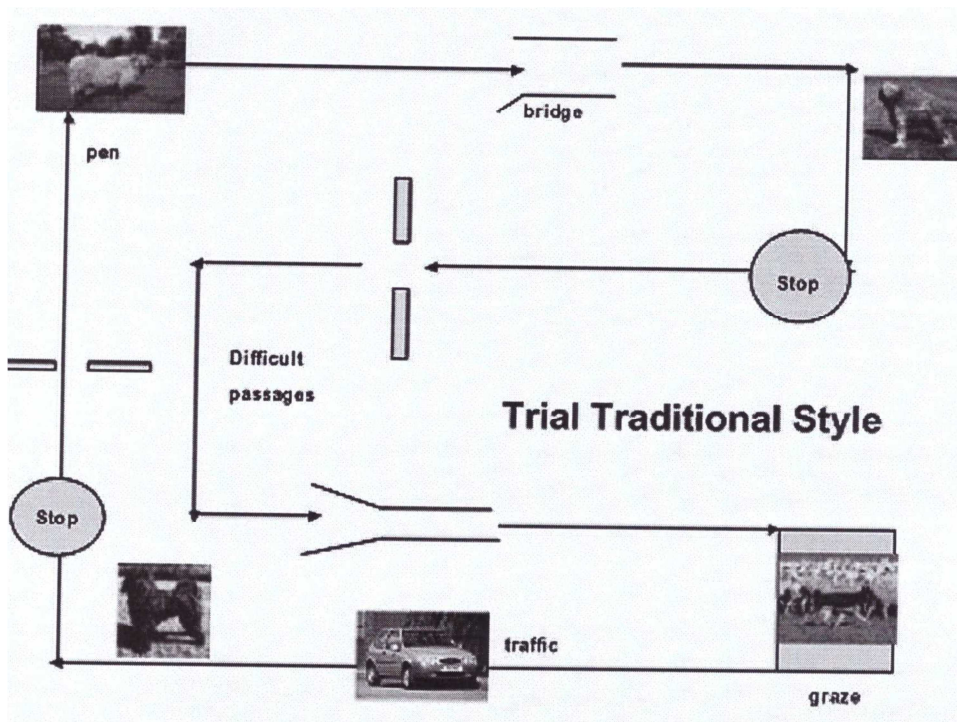 bridge
pen
Stop
Difficult
passages
Trial Traditional Style
Stop
traffic
graze